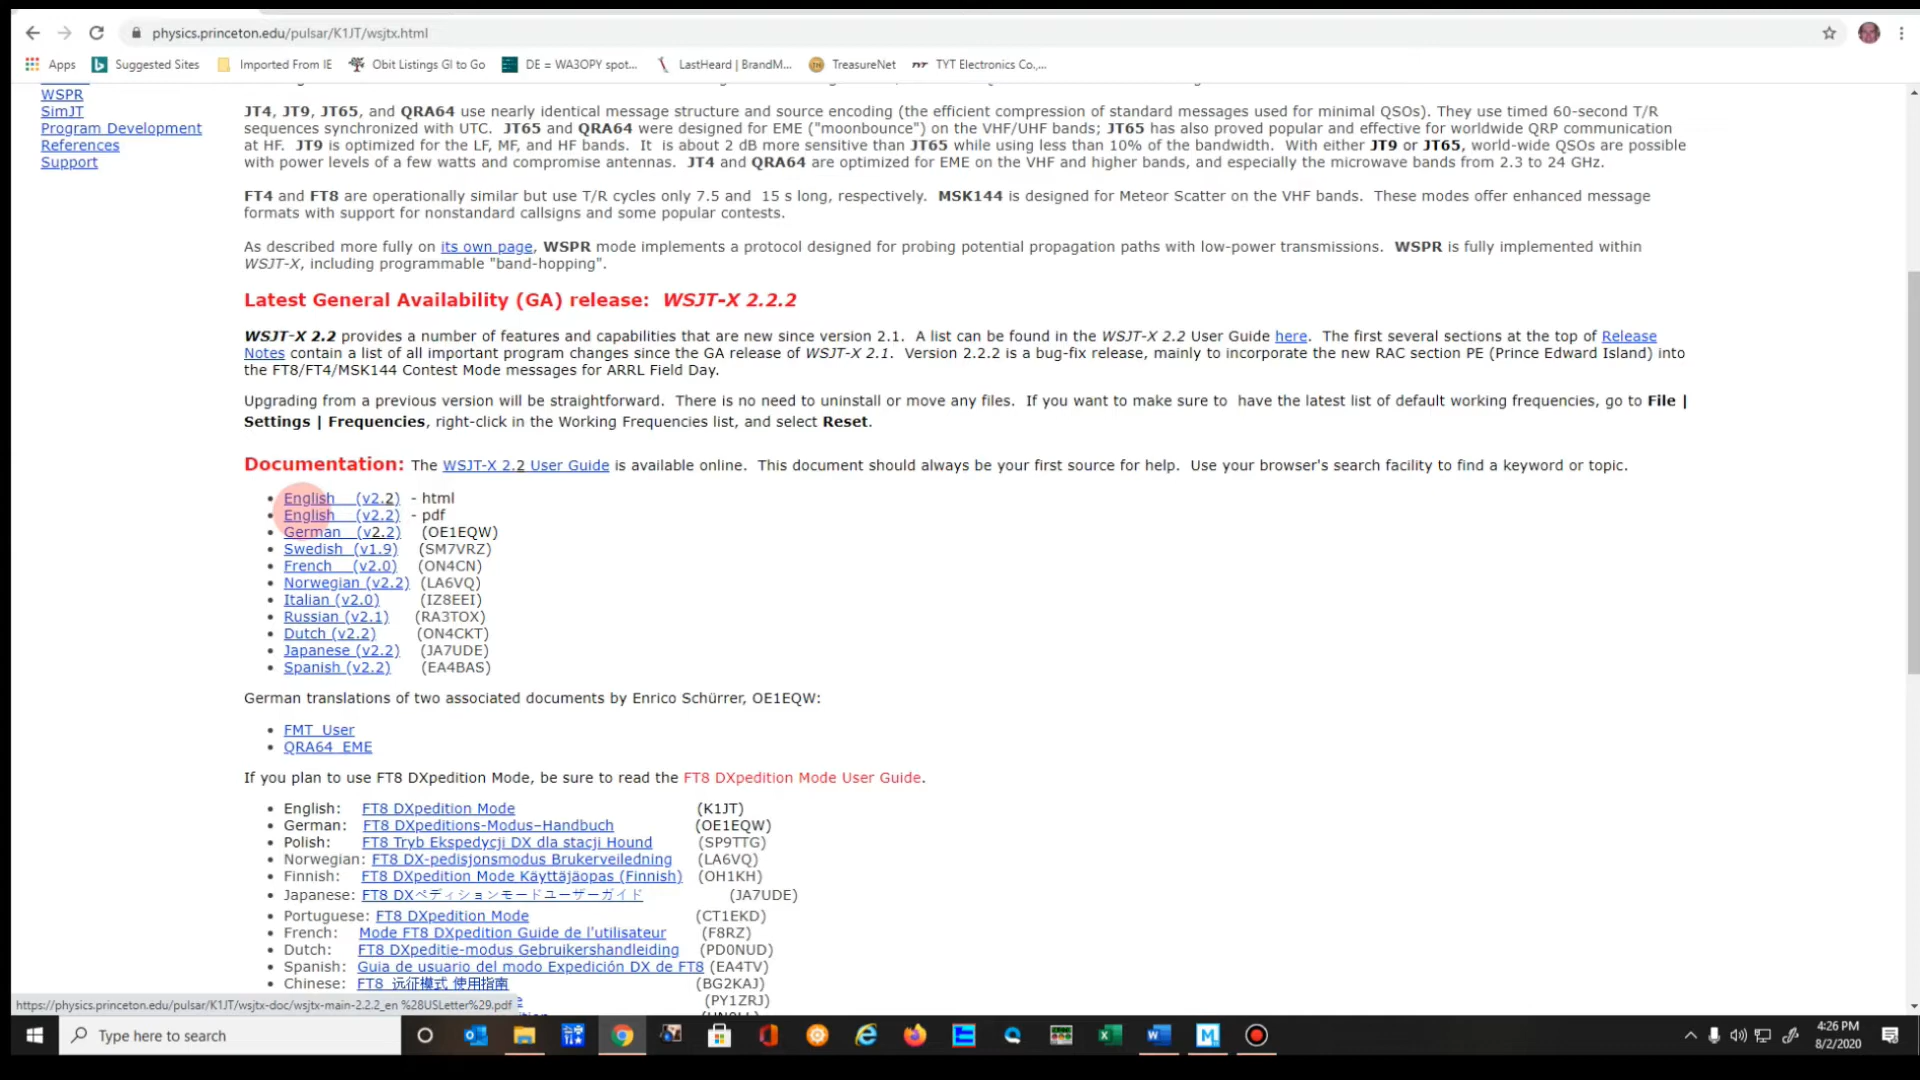 physics.princeton.edu/pulsar/K1JT/wsjtx.html
Apps Suggested Sites Imported From IE Obit Listings GI to Go DE = WA3OPY spot... LastHeard | BrandM... TreasureNet TYT Electronics Co.,...
WSPR
SimJT
Program Development
References
Support
JT4, JT9, JT65, and QRA64 use nearly identical message structure and source encoding (the efficient compression of standard messages used for minimal QSOs). They use timed 60-second T/R
sequences synchronized with UTC. JT65 and QRA64 were designed for EME ("moonbounce") on the VHF/UHF bands; JT65 has also proved popular and effective for worldwide QRP communication
at HF. JT9 is optimized for the LF, MF, and HF bands. It is about 2 dB more sensitive than JT65 while using less than 10% of the bandwidth. With either JT9 or JT65, world-wide QSOs are possible
with power levels of a few watts and compromise antennas. JT4 and QRA64 are optimized for EME on the VHF and higher bands, and especially the microwave bands from 2.3 to 24 GHz.
FT4 and FT8 are operationally similar but use T/R cycles only 7.5 and 15 s long, respectively. MSK144 is designed for Meteor Scatter on the VHF bands. These modes offer enhanced message
formats with support for nonstandard callsigns and some popular contests.
As described more fully on its own page, WSPR mode implements a protocol designed for probing potential propagation paths with low-power transmissions. WSPR is fully implemented within
WSJT-X, including programmable "band-hopping".
Latest General Availability (GA) release: WSJT-X 2.2.2
WSJT-X 2.2 provides a number of features and capabilities that are new since version 2.1. A list can be found in the WSJT-X 2.2 User Guide here. The first several sections at the top of Release
Notes contain a list of all important program changes since the GA release of WSJT-X 2.1. Version 2.2.2 is a bug-fix release, mainly to incorporate the new RAC section PE (Prince Edward Island) into
the FT8/FT4/MSK144 Contest Mode messages for ARRL Field Day.
Upgrading from a previous version will be straightforward. There is no need to uninstall or move any files. If you want to make sure to have the latest list of default working frequencies, go to File |
Settings | Frequencies, right-click in the Working Frequencies list, and select Reset.
Documentation: The WSJT-X 2.2 User Guide is available online. This document should always be your first source for help. Use your browser's search facility to find a keyword or topic.
• English (v2.2) - html
• English (v2.2) - pdf
• German (v2.2) (OE1EQW)
• Swedish (v1.9) (SM7VRZ)
• French (v2.0) (ON4CN)
• Norwegian (v2.2) (LA6VQ)
• Italian (v2.0) (IZ8EEI)
• Russian (v2.1) (RA3TOX)
• Dutch (v2.2) (ON4CKT)
• Japanese (v2.2) (JA7UDE)
• Spanish (v2.2) (EA4BAS)
German translations of two associated documents by Enrico Schürrer, OE1EQW:
• FMT_User
• QRA64_EME
If you plan to use FT8 DXpedition Mode, be sure to read the FT8 DXpedition Mode User Guide.
• English: FT8 DXpedition Mode (K1JT)
• German: FT8 DXpeditions-Modus–Handbuch (OE1EQW)
• Polish: FT8 Tryb Ekspedycji DX dla stacji Hound (SP9TTG)
• Norwegian: FT8 DX-pedisjonsmodus Brukerveiledning (LA6VQ)
• Finnish: FT8 DXpedition Mode Käyttäjäopas (Finnish) (OH1KH)
• Japanese: FT8 DXペディションモードユーザーガイド (JA7UDE)
• Portuguese: FT8 DXpedition Mode (CT1EKD)
• French: Mode FT8 DXpedition Guide de l'utilisateur (F8RZ)
• Dutch: FT8 DXpeditie-modus Gebruikershandleiding (PD0NUD)
• Spanish: Guia de usuario del modo Expedición DX de FT8 (EA4TV)
• Chinese: FT8 远征模式 使用指南 (BG2KAJ)
https://physics.princeton.edu/pulsar/K1JT/wsjtx-doc/wsjtx-main-2.2.2_en %28USLetter%29.pdf (PY1ZRJ)
Type here to search
4:26 PM
8/2/2020